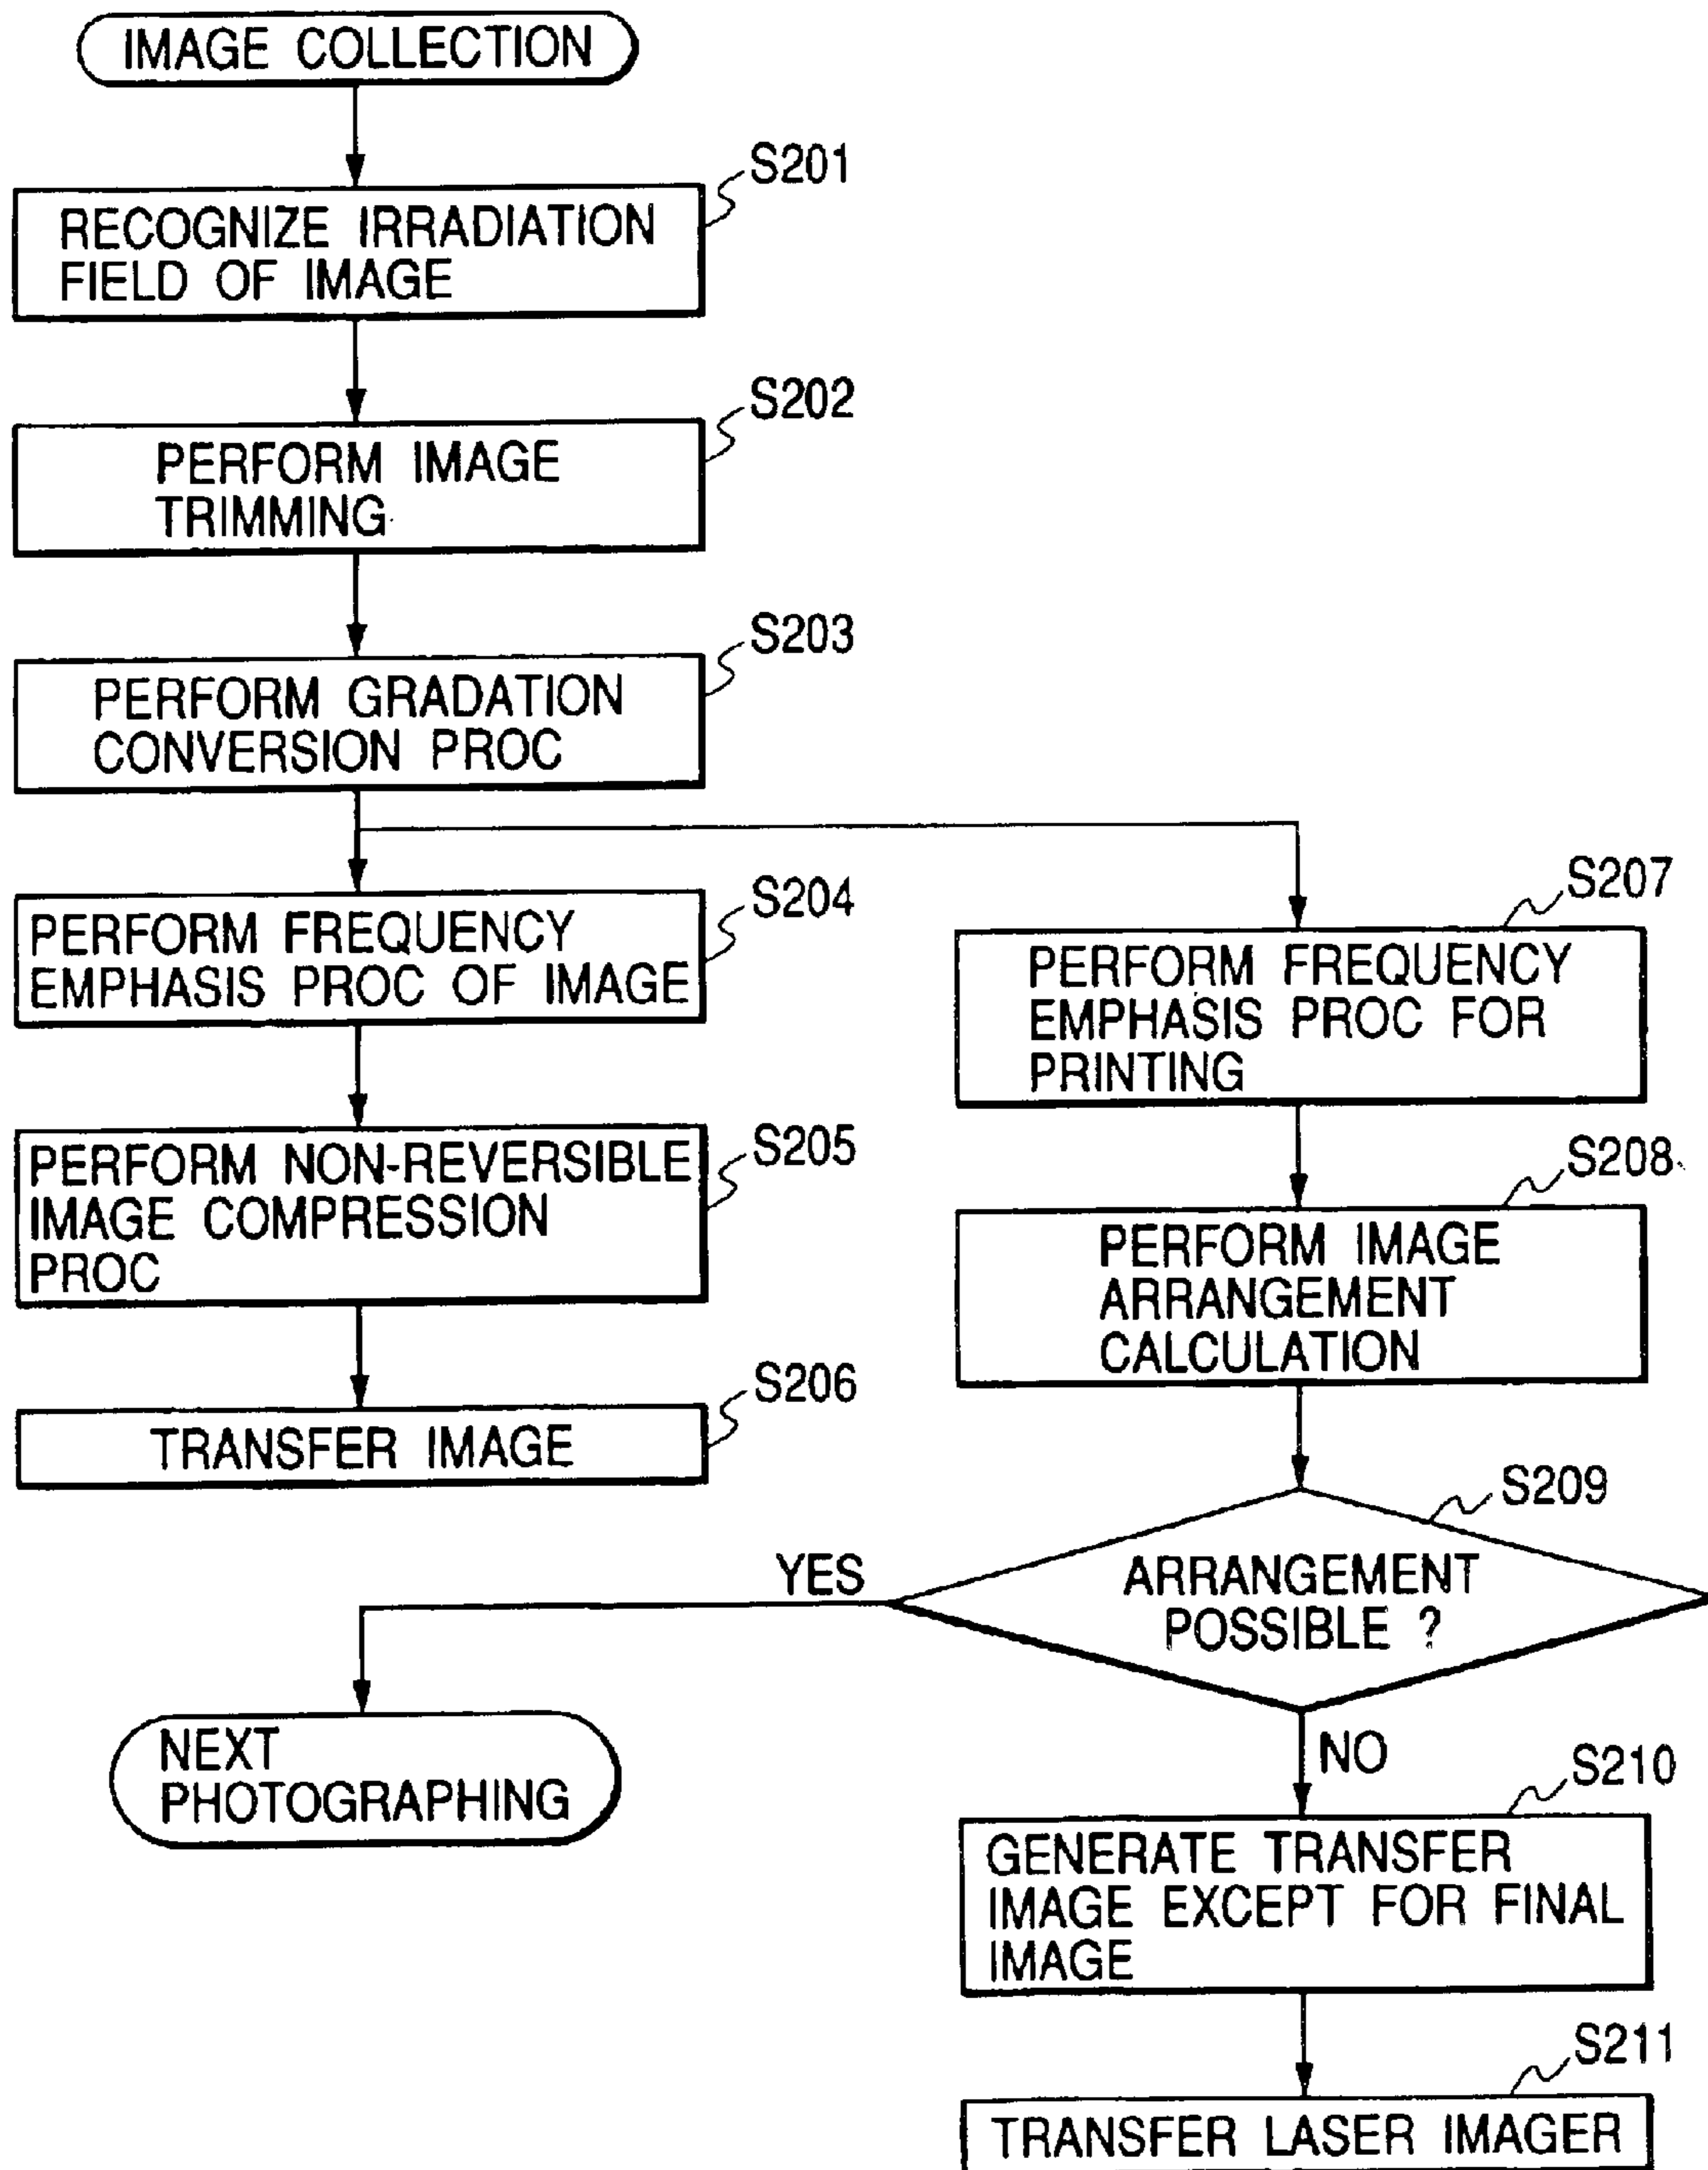 IMAGE COLLECTION
S201
RECOGNIZE IRRADIATION
FIELD OF IMAGE
S202
PERFORM IMAGE
TRIMMING
S203
PERFORM GRADATION
CONVERSION PROC
S204
PERFORM FREQUENCY
EMPHASIS PROC OF IMAGE
S205
PERFORM NON-REVERSIBLE
IMAGE COMPRESSION
PROC
S206
TRANSFER IMAGE
S207
PERFORM FREQUENCY
EMPHASIS PROC FOR
PRINTING
S208
PERFORM IMAGE
ARRANGEMENT
CALCULATION
S209
ARRANGEMENT
POSSIBLE ?
YES
NEXT
PHOTOGRAPHING
NO
S210
GENERATE TRANSFER
IMAGE EXCEPT FOR FINAL
IMAGE
S211
TRANSFER LASER IMAGER